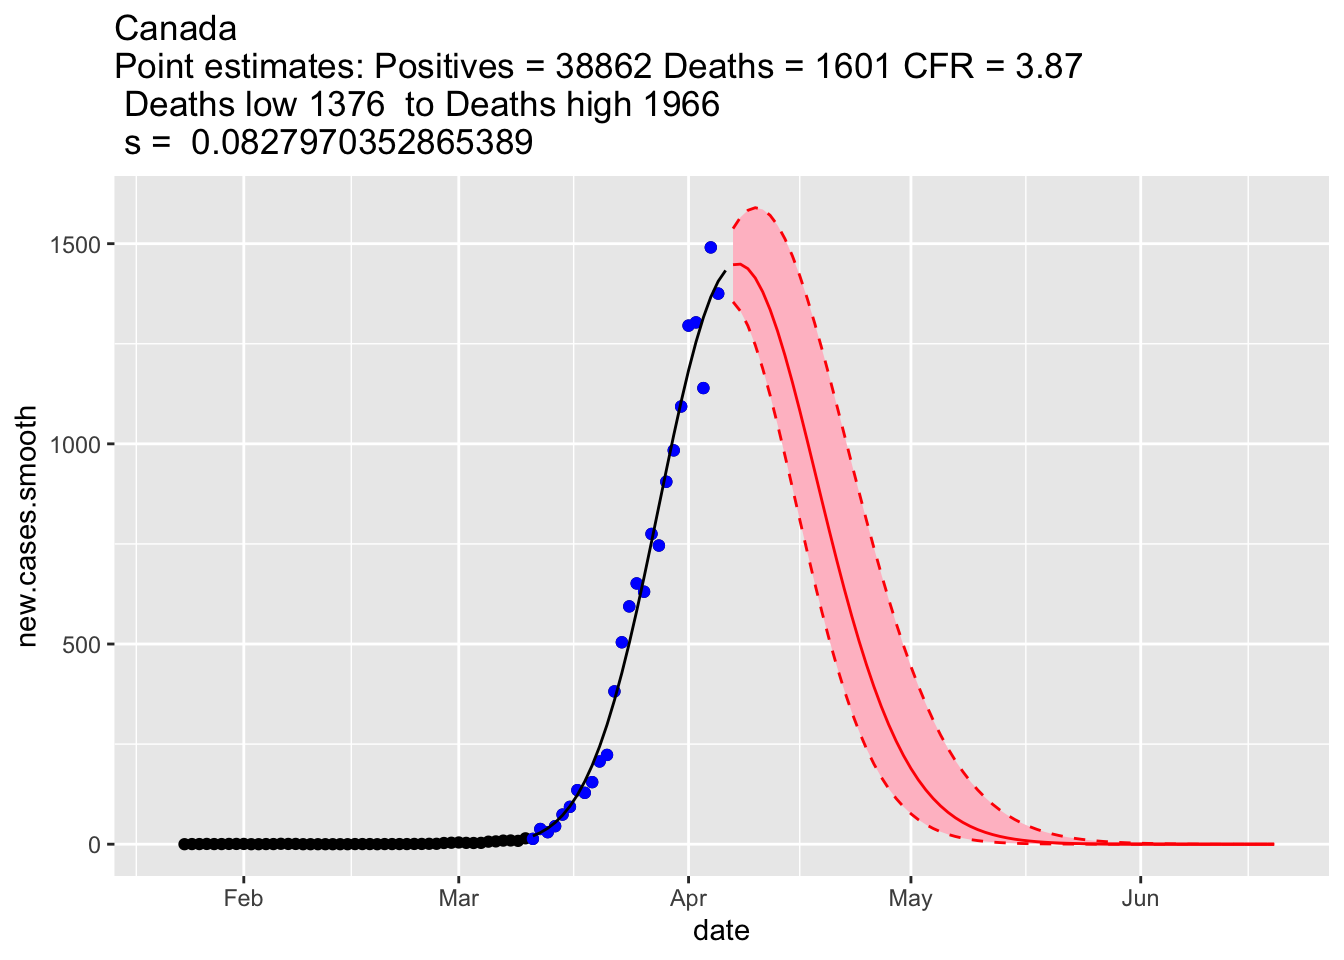 Canada
Point estimates: Positives = 38862 Deaths = 1601 CFR = 3.87
Deaths low 1376  to Deaths high 1966
s =  0.0827970352865389
1500
1000
500
0
new.cases.smooth
Feb Mar Apr May Jun
date